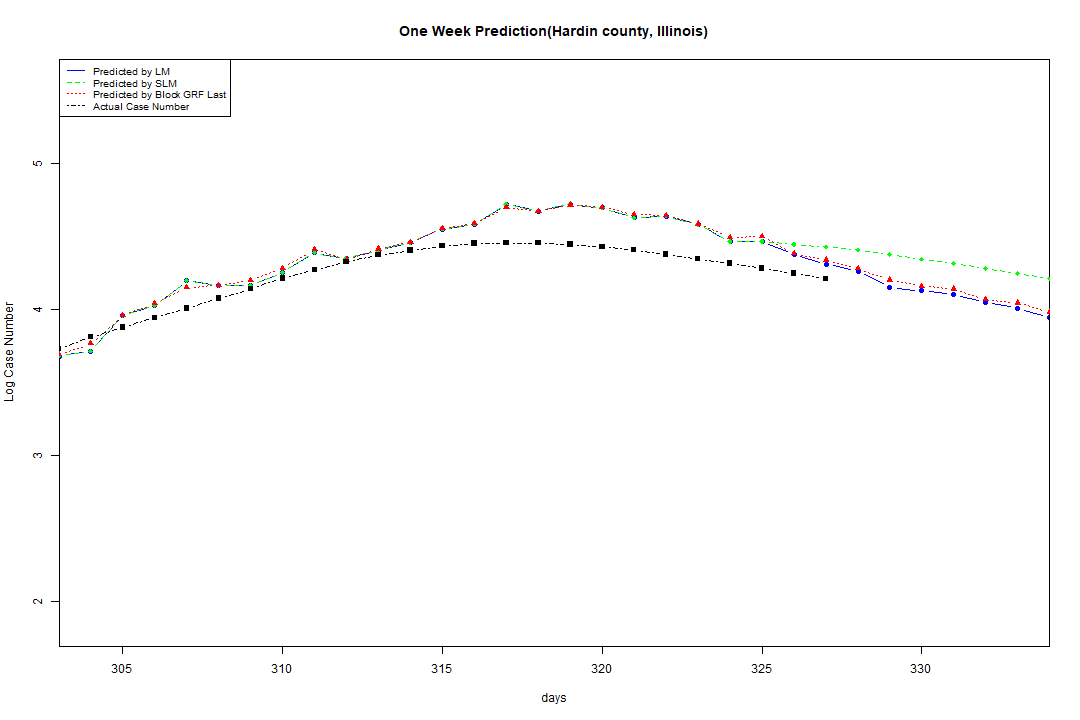 One Week Prediction(Hardin county, Illinois)
Predicted by LM
Predicted by SLM
Predicted by Block GRF Last
Actual Case Number
5
4
3
2
Log Case Number
305 310 315 320 325 330
days